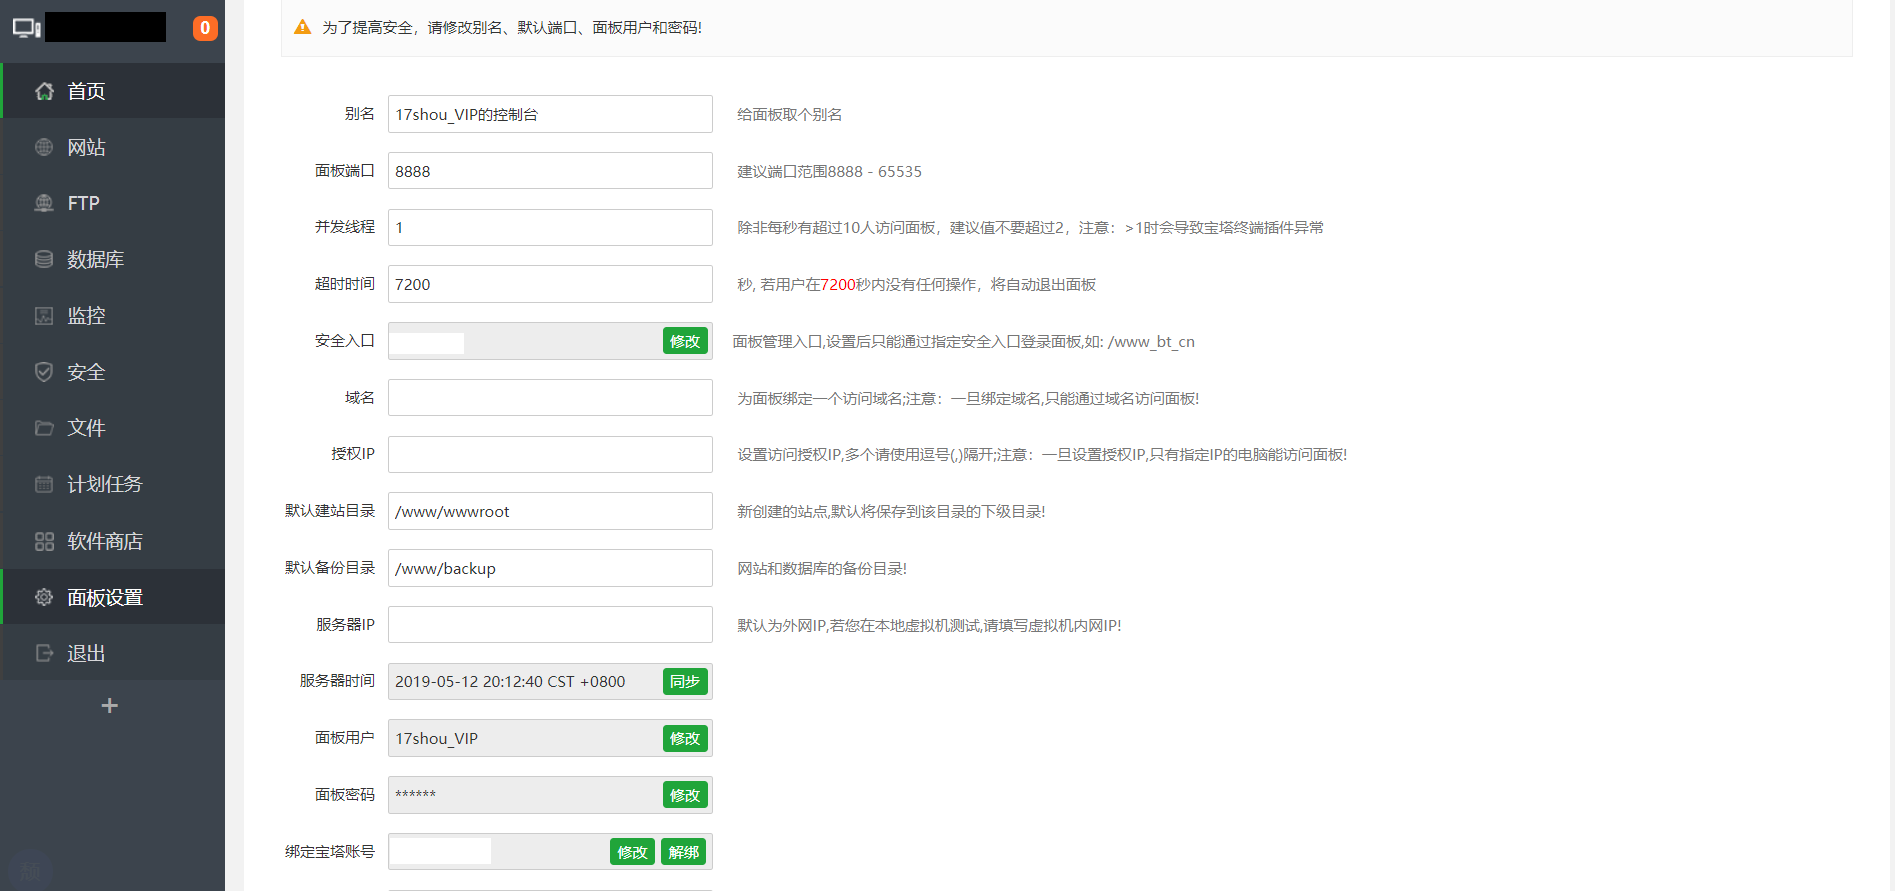 0
首页
网站
FTP
数据库
监控
安全
文件
计划任务
软件商店
面板设置
退出
+
为了提高安全，请修改别名、默认端口、面板用户和密码!
别名 17shou_VIP的控制台 给面板取个别名
面板端口 8888 建议端口范围8888 - 65535
并发线程 1 除非每秒有超过10人访问面板，建议值不要超过2，注意：>1时会导致宝塔终端插件异常
超时时间 7200 秒, 若用户在7200秒内没有任何操作，将自动退出面板
安全入口 修改 面板管理入口,设置后只能通过指定安全入口登录面板,如: /www_bt_cn
域名 为面板绑定一个访问域名;注意：一旦绑定域名,只能通过域名访问面板!
授权IP 设置访问授权IP,多个请使用逗号(,)隔开;注意：一旦设置授权IP,只有指定IP的电脑能访问面板!
默认建站目录 /www/wwwroot 新创建的站点,默认将保存到该目录的下级目录!
默认备份目录 /www/backup 网站和数据库的备份目录!
服务器IP 默认为外网IP,若您在本地虚拟机测试,请填写虚拟机内网IP!
服务器时间 2019-05-12 20:12:40 CST +0800 同步
面板用户 17shou_VIP 修改
面板密码 ****** 修改
绑定宝塔账号 修改 解绑